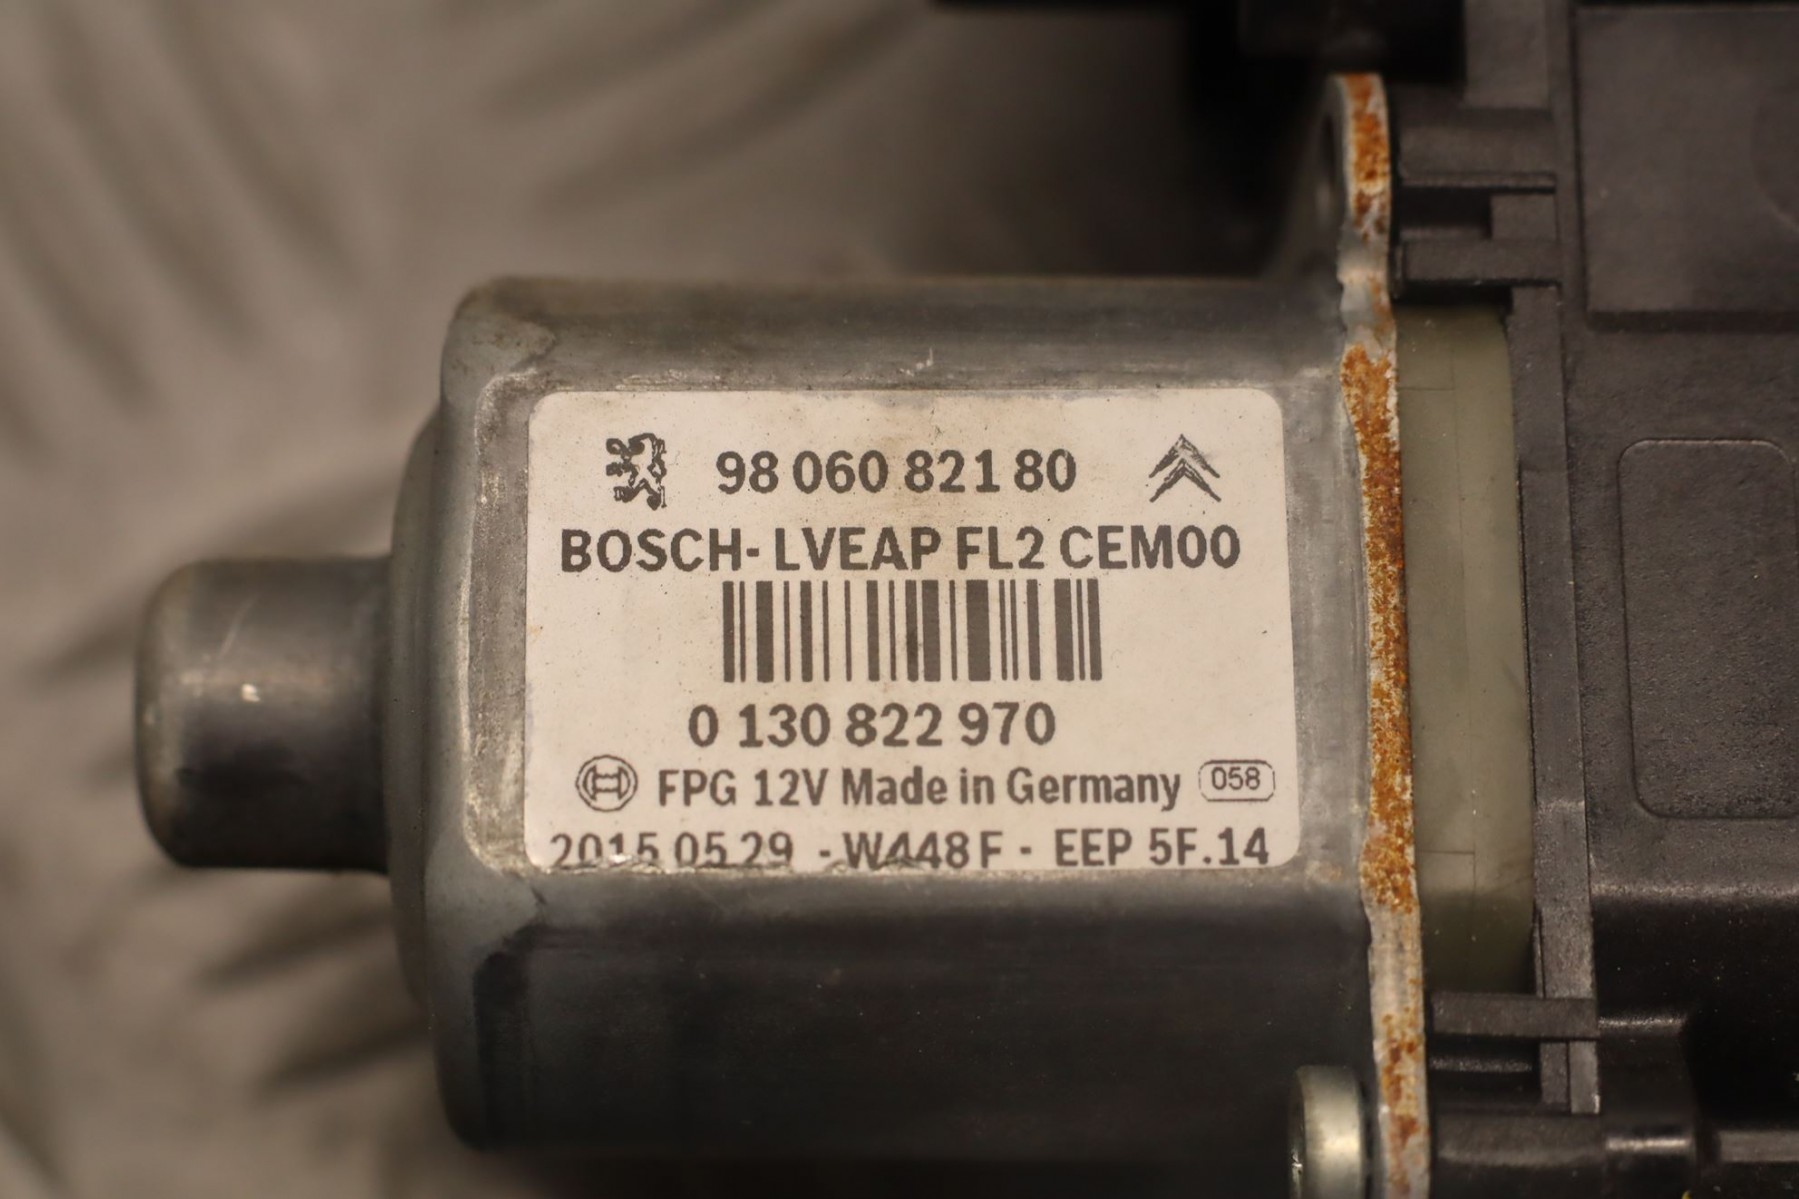 98 060 821 80
BOSCH- LVEAP FL2 CEM00
0 130 822 970
FPG 12V Made in Germany 058
2015 05 29 - W448F - EEP 5F.14